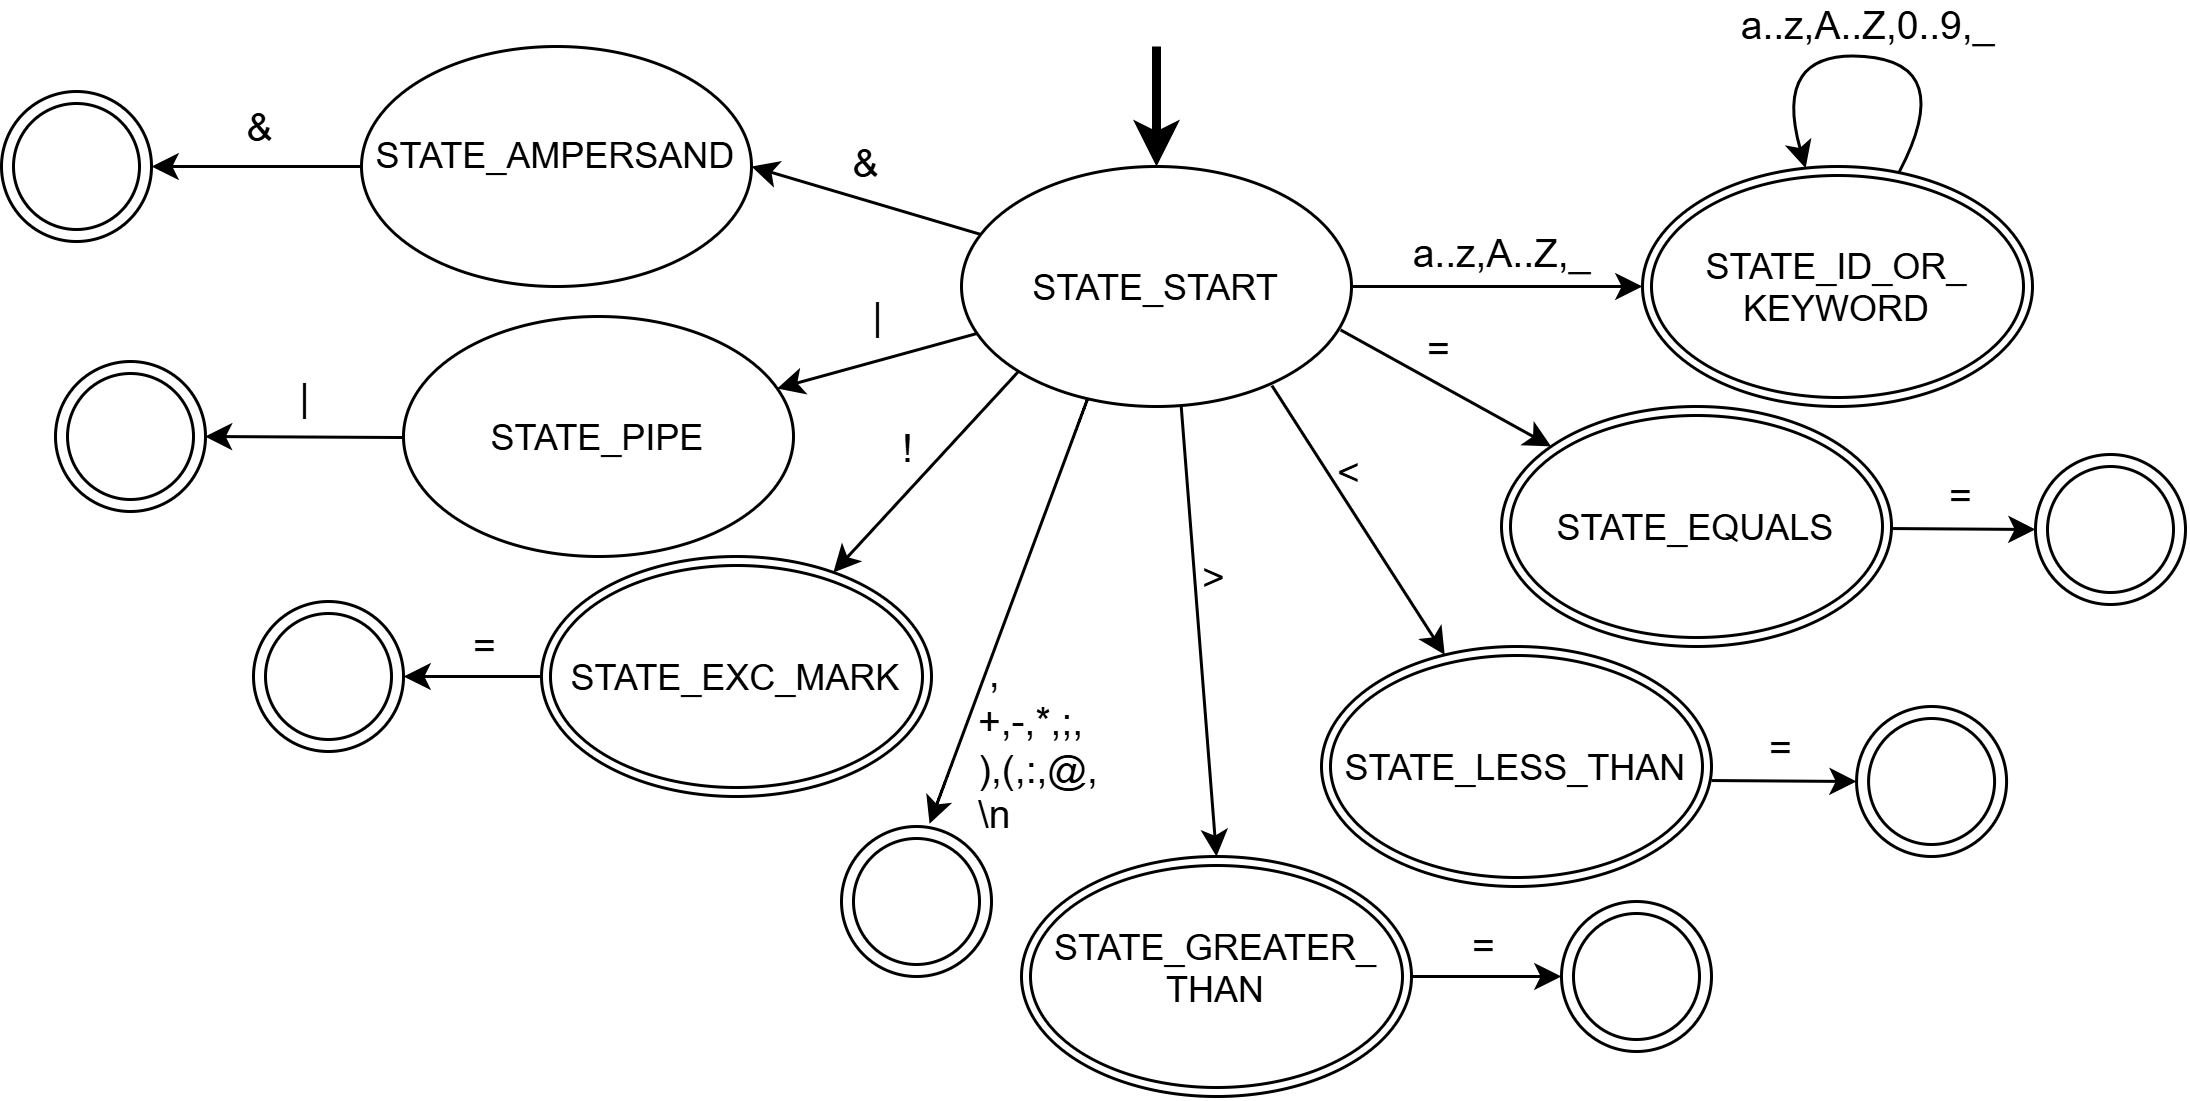 a..z,A..Z,0..9,_
&
STATE_AMPERSAND
&
STATE_START
a..z,A..Z,_
STATE_ID_OR_
KEYWORD
|
|
STATE_PIPE
!
=
<
>
STATE_EQUALS
=
=
STATE_EXC_MARK
,
+,-,*,;,
),(,:,@,
\n
STATE_LESS_THAN
=
STATE_GREATER_
THAN
=